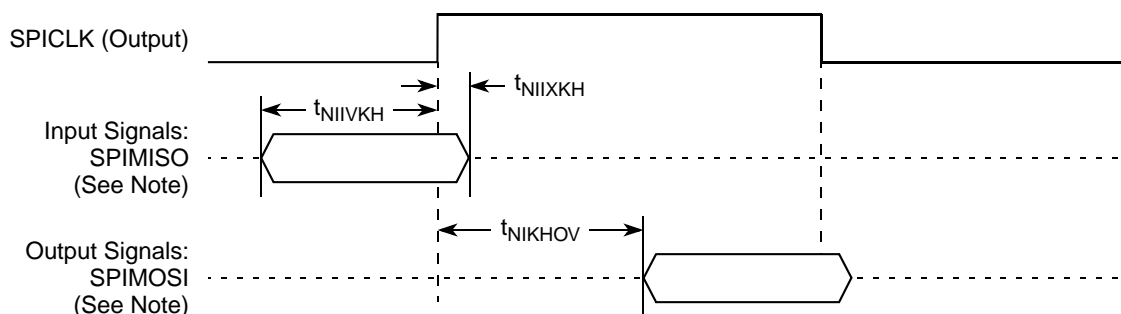 SPICLK (Output)
tNIIXKH
tNIIVKH
Input Signals:
SPIMISO
(See Note)
tNIKHOV
Output Signals:
SPIMOSI
(See Note)